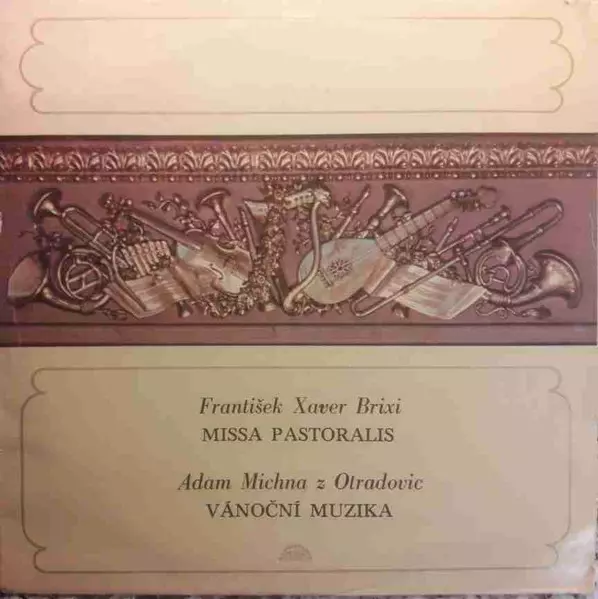 František Xaver Brixi
MISSA PASTORALIS
Adam Michna z Otradovic
VÁNOČNÍ MUZIKA